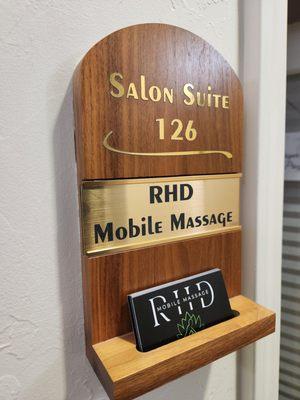 Salon Suite
126
RHD
Mobile Massage
RHD
MOBILE MASSAGE